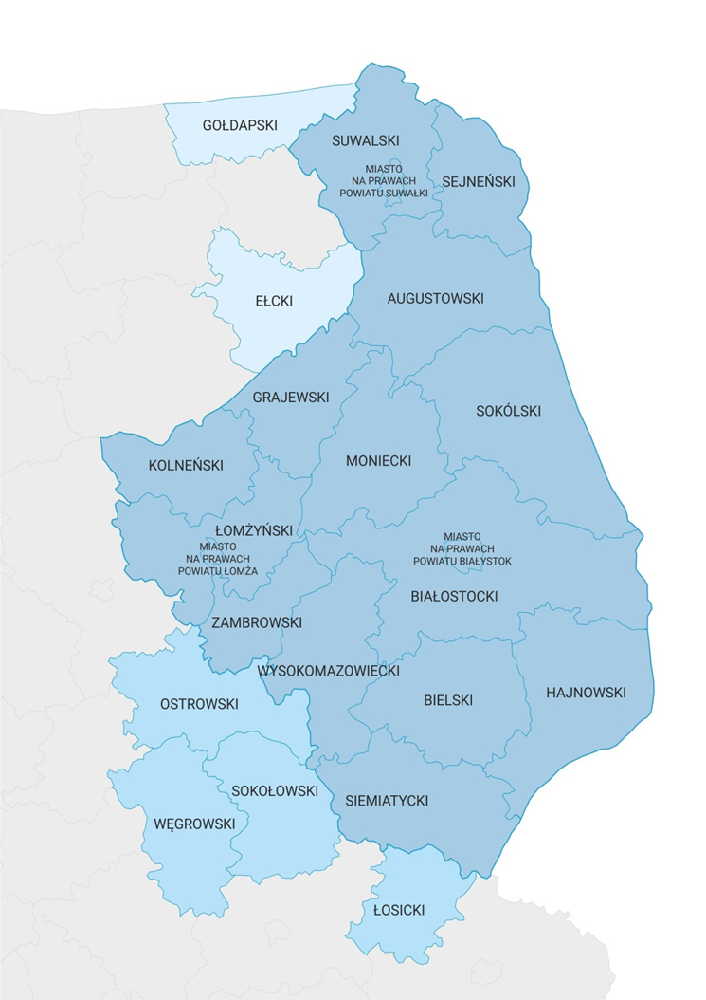 GOŁDAPSKI
SUWALSKI
MIASTO
NA PRAWACH
POWIATU SUWAŁKI
SEJNEŃSKI
EŁCKI
AUGUSTOWSKI
GRAJEWSKI
SOKÓLSKI
KOLNEŃSKI
MONIECKI
ŁOMŻYŃSKI
MIASTO
NA PRAWACH
POWIATU ŁOMŻA
MIASTO
NA PRAWACH
POWIATU BIAŁYSTOK
BIAŁOSTOCKI
ZAMBROWSKI
WYSOKOMAZOWIECKI
HAJNOWSKI
OSTROWSKI
BIELSKI
SOKOŁOWSKI
SIEMIATYCKI
WĘGROWSKI
ŁOSICKI